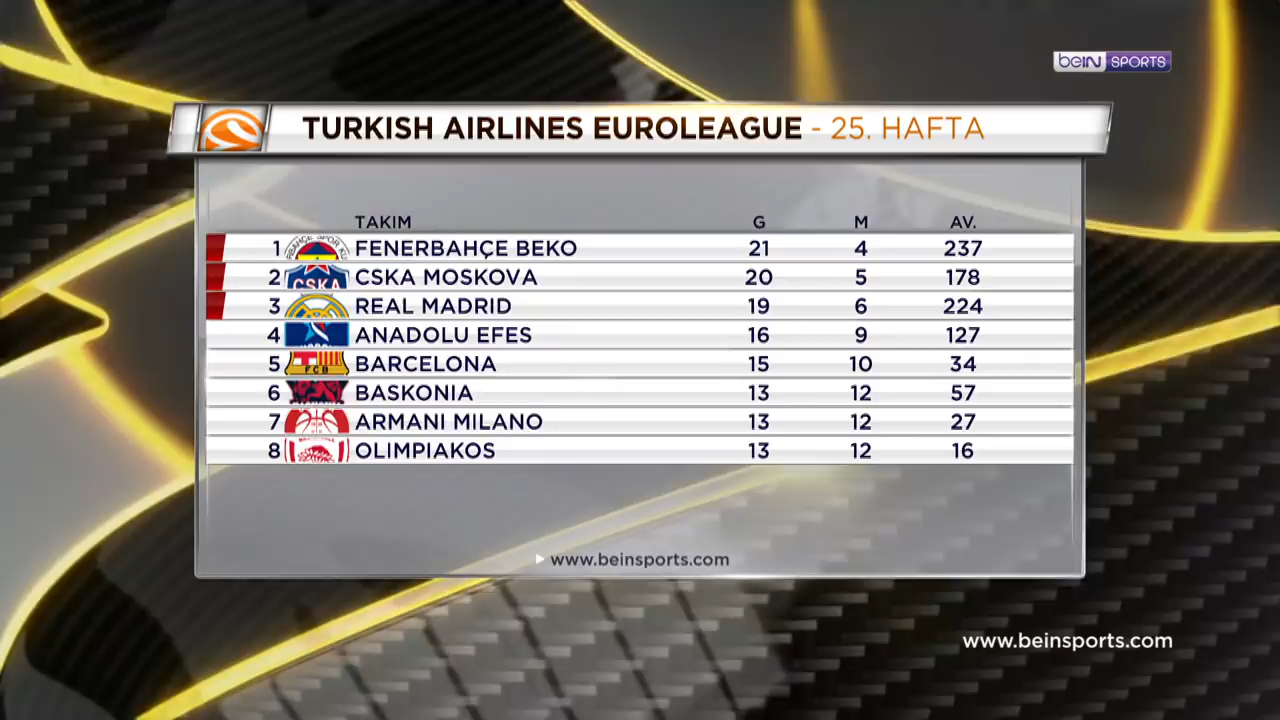 beIN SPORTS
TURKISH AIRLINES EUROLEAGUE - 25. HAFTA
TAKIM G M AV.
1 FENERBAHÇE BEKO 21 4 237
2 CSKA CSKA MOSKOVA 20 5 178
3 REAL MADRID 19 6 224
4 ANADOLU EFES 16 9 127
5 FCB BARCELONA 15 10 34
6 BASKONIA 13 12 57
7 ARMANI MILANO 13 12 27
8 OLIMPIAKOS 13 12 16
www.beinsports.com
www.beinsports.com